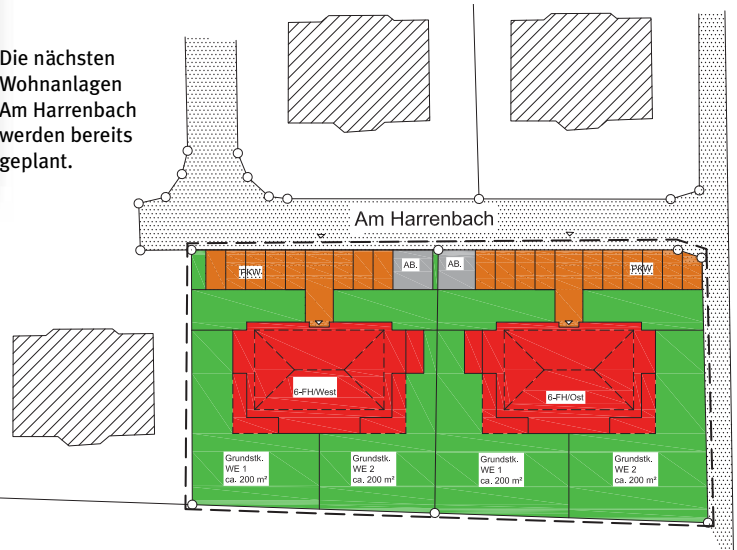 Die nächsten
Wohnanlagen
Am Harrenbach
werden bereits
geplant.
Am Harrenbach
PKW
AB.
AB.
PKW
6-FH/West
6-FH/Ost
Grundstk.
WE 1
ca. 200 m²
Grundstk.
WE 2
ca. 200 m²
Grundstk.
WE 1
ca. 200 m²
Grundstk.
WE 2
ca. 200 m²